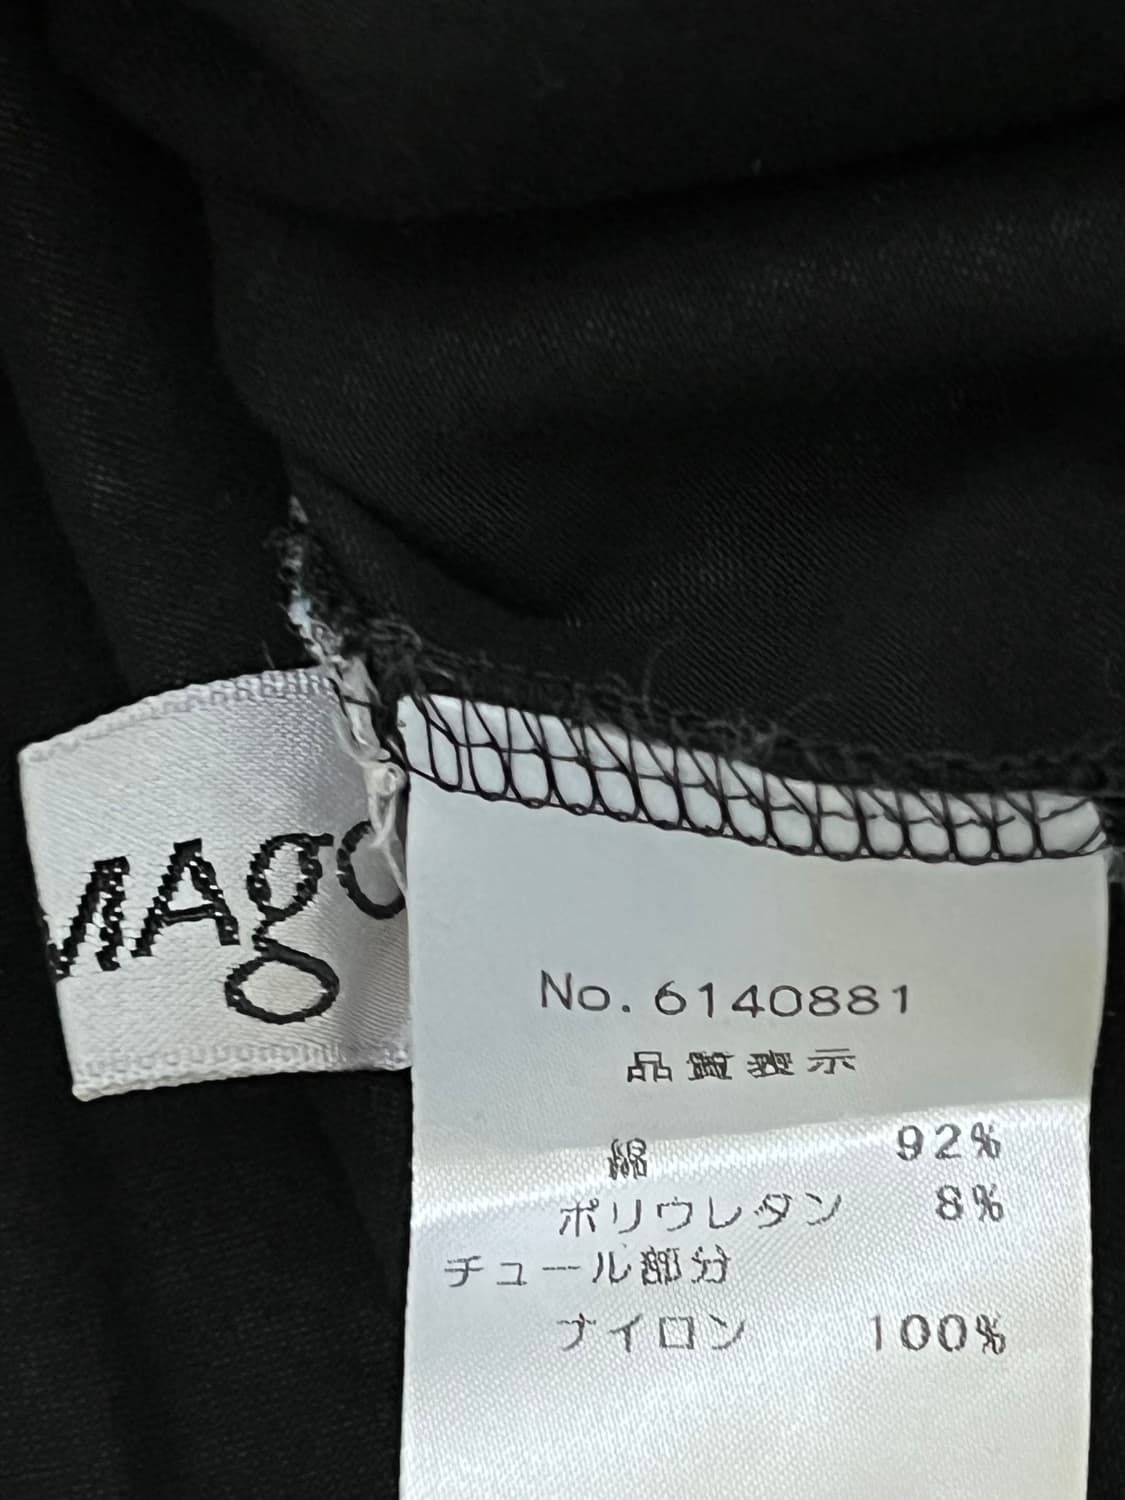 MAgo
No. 6140881
品質表示
綿 92%
ポリウレタン 8%
チュール部分
ナイロン 100%